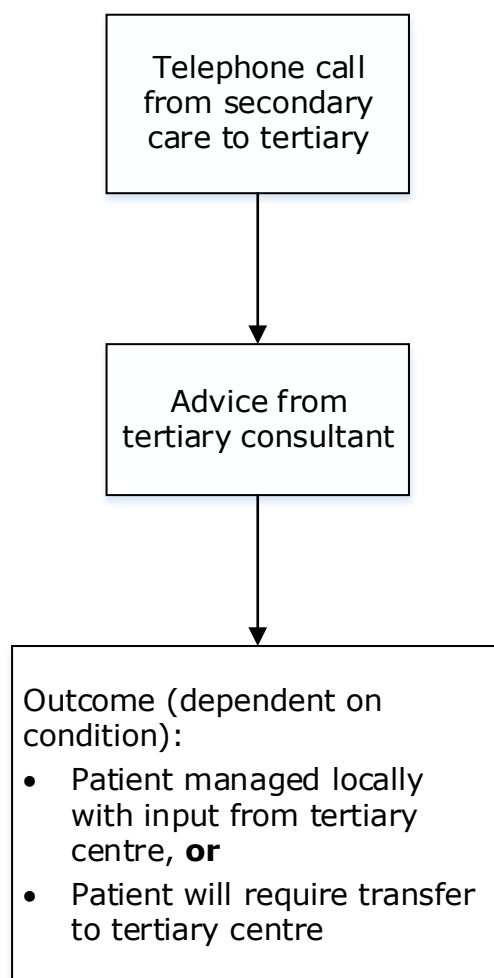 Telephone call
from secondary
care to tertiary
Advice from
tertiary consultant
Outcome (dependent on
condition):
• Patient managed locally
with input from tertiary
centre, or
• Patient will require transfer
to tertiary centre